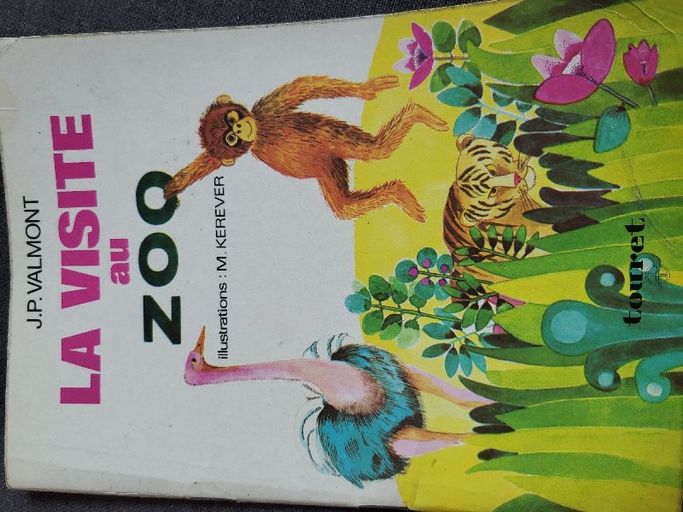 J.P. VALMONT
LA VISITE
au
ZOO
illustrations : M. KEREVER
touret